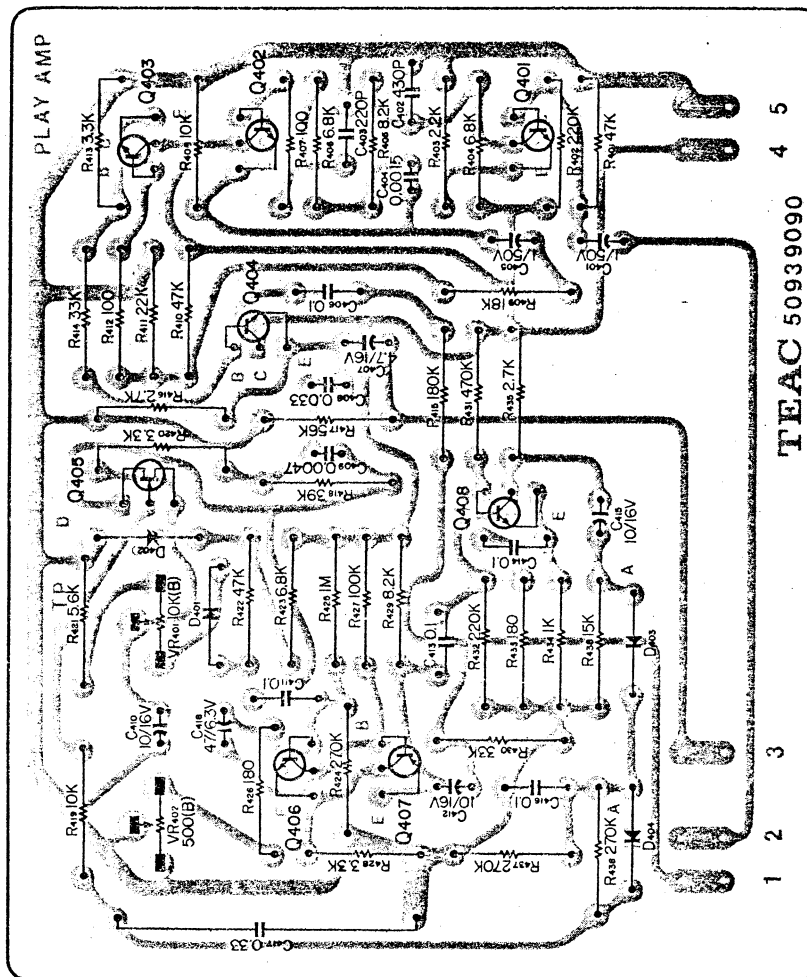 PLAY AMP
R413 3.3K
Q403
B
C
E
R405 10K
Q402
R407 100
R406 6.8K
C403 220P
R408 8.2K
C402 430P
C404 0.0015
R403 2.2K
R404 6.8K
Q401
E
C
B
R402 220K
R401 47K
5
4
R414 33K
R412 100
R411 22K
R410 47K
Q404
B
C
E
C406 0.1
C407 4.7/16V
R409 18K
C405 1/50V
C401 1/50V
R416 2.7K
R420 3.3K
C408 0.033
R417 56K
C409 0.0047
R418 39K
R415 180K
R431 470K
R435 2.7K
TEAC 50939090
Q405
D
D402
TP
R421 5.6K
VR401 10K(B)
D401
R422 47K
R423 6.8K
R425 1M
R427 100K
R429 8.2K
Q408
E
C414 0.1
C415 10/16V
C413 0.1
R432 220K
R433 180
R434 1K
R438 15K
A
D403
C410 10/16V
C418 47/6.3V
C411 0.1
R419 10K
VR402 500(B)
R426 180
Q406
R424 270K
B
C
E
Q407
R430 33K
C412 10/16V
C416 0.1
A
R436 270K
D404
R428 3.3K
R437 270K
C417 0.33
3
2
1